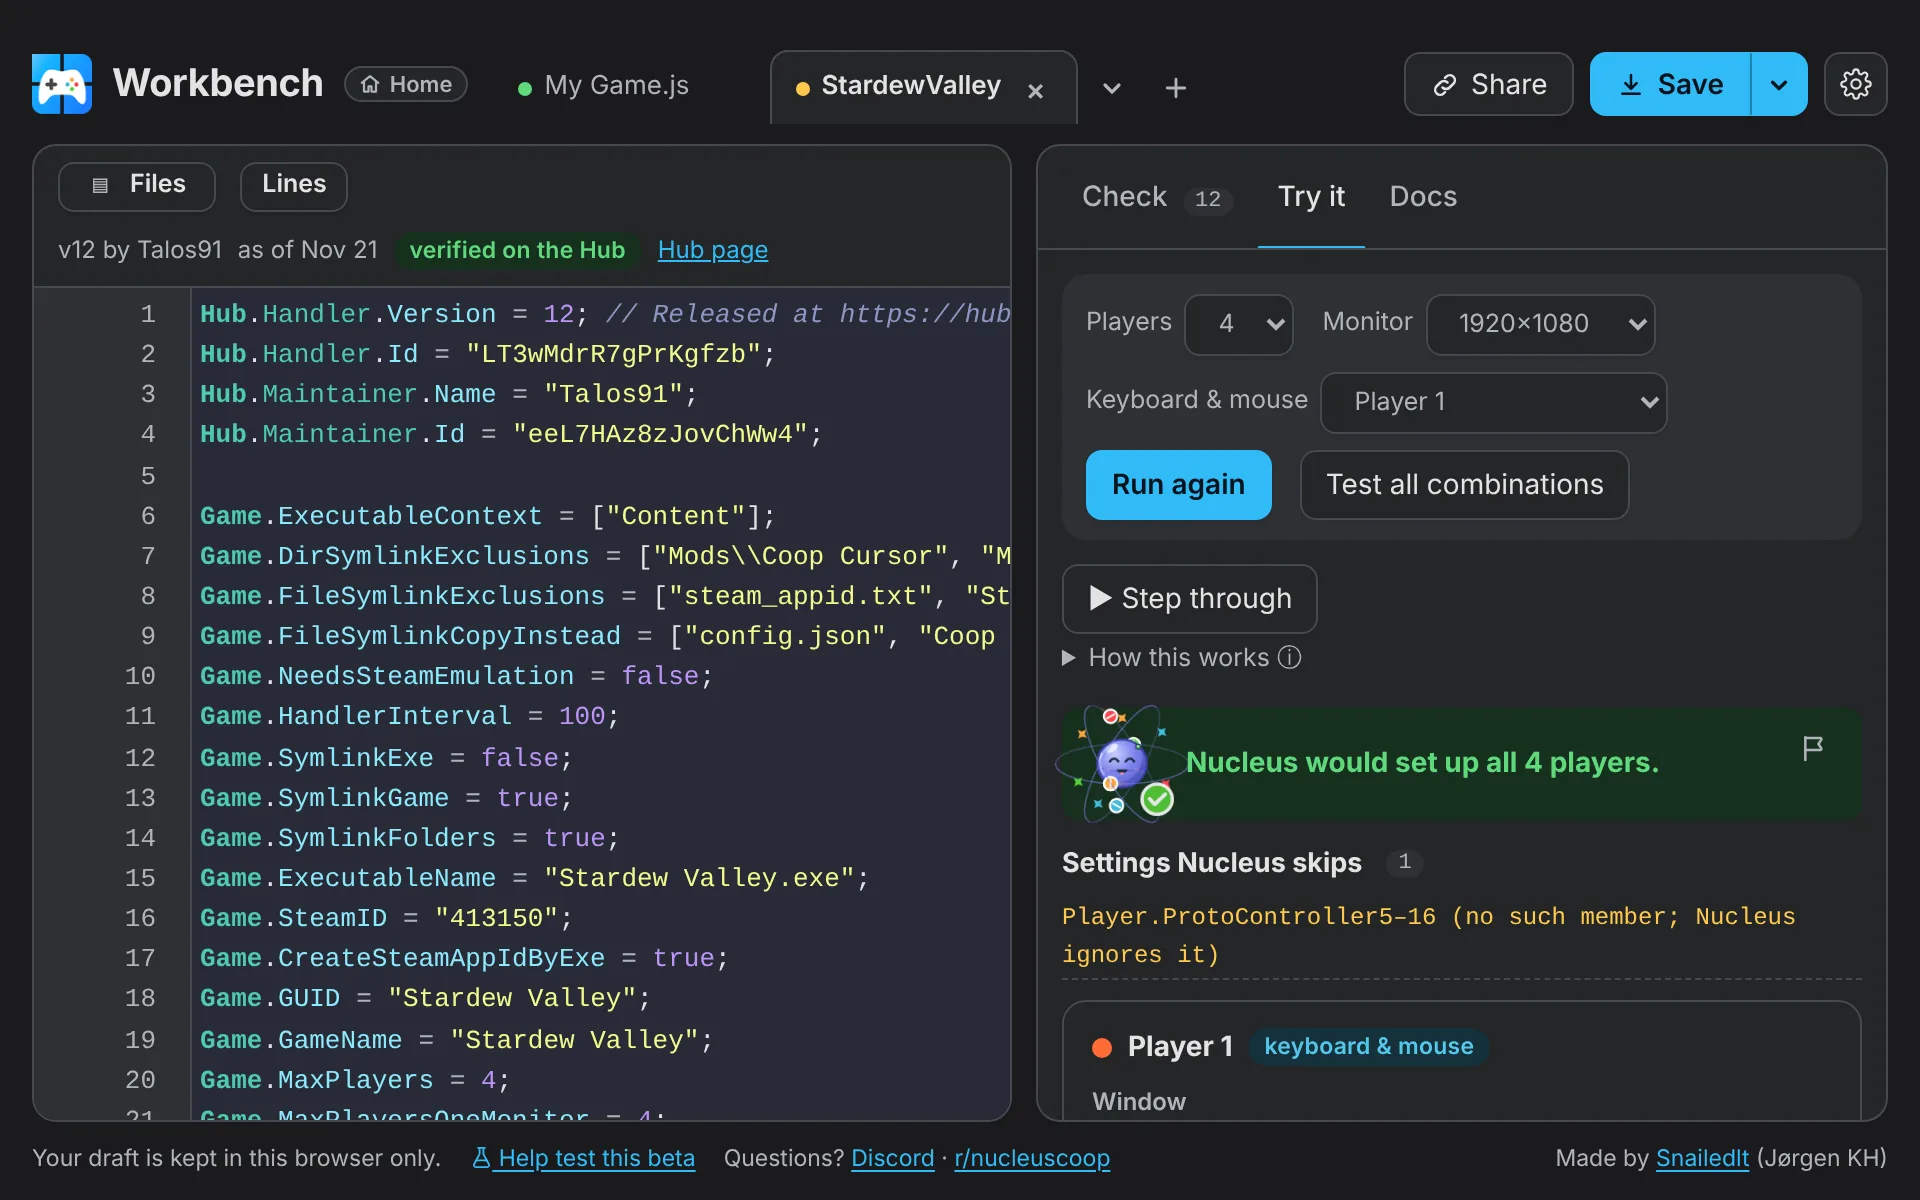 Workbench
Home
My Game.js
StardewValley ×
+
Share
Save
Files
Lines
v12 by Talos91 as of Nov 21 verified on the Hub Hub page
1 Hub.Handler.Version = 12; // Released at https://hub
2 Hub.Handler.Id = "LT3wMdrR7gPrKgfzb";
3 Hub.Maintainer.Name = "Talos91";
4 Hub.Maintainer.Id = "eeL7HAz8zJovChWw4";
5
6 Game.ExecutableContext = ["Content"];
7 Game.DirSymlinkExclusions = ["Mods\\Coop Cursor", "M
8 Game.FileSymlinkExclusions = ["steam_appid.txt", "St
9 Game.FileSymlinkCopyInstead = ["config.json", "Coop
10 Game.NeedsSteamEmulation = false;
11 Game.HandlerInterval = 100;
12 Game.SymlinkExe = false;
13 Game.SymlinkGame = true;
14 Game.SymlinkFolders = true;
15 Game.ExecutableName = "Stardew Valley.exe";
16 Game.SteamID = "413150";
17 Game.CreateSteamAppIdByExe = true;
18 Game.GUID = "Stardew Valley";
19 Game.GameName = "Stardew Valley";
20 Game.MaxPlayers = 4;
21 Game.MaxPlayersOneMonitor = 4;
Check 12
Try it
Docs
Players 4 Monitor 1920×1080
Keyboard & mouse Player 1
Run again
Test all combinations
▶ Step through
▶ How this works ⓘ
Nucleus would set up all 4 players.
Settings Nucleus skips 1
Player.ProtoController5–16 (no such member; Nucleus
ignores it)
Player 1 keyboard & mouse
Window
Your draft is kept in this browser only. Help test this beta Questions? Discord · r/nucleuscoop
Made by SnailedIt (Jørgen KH)